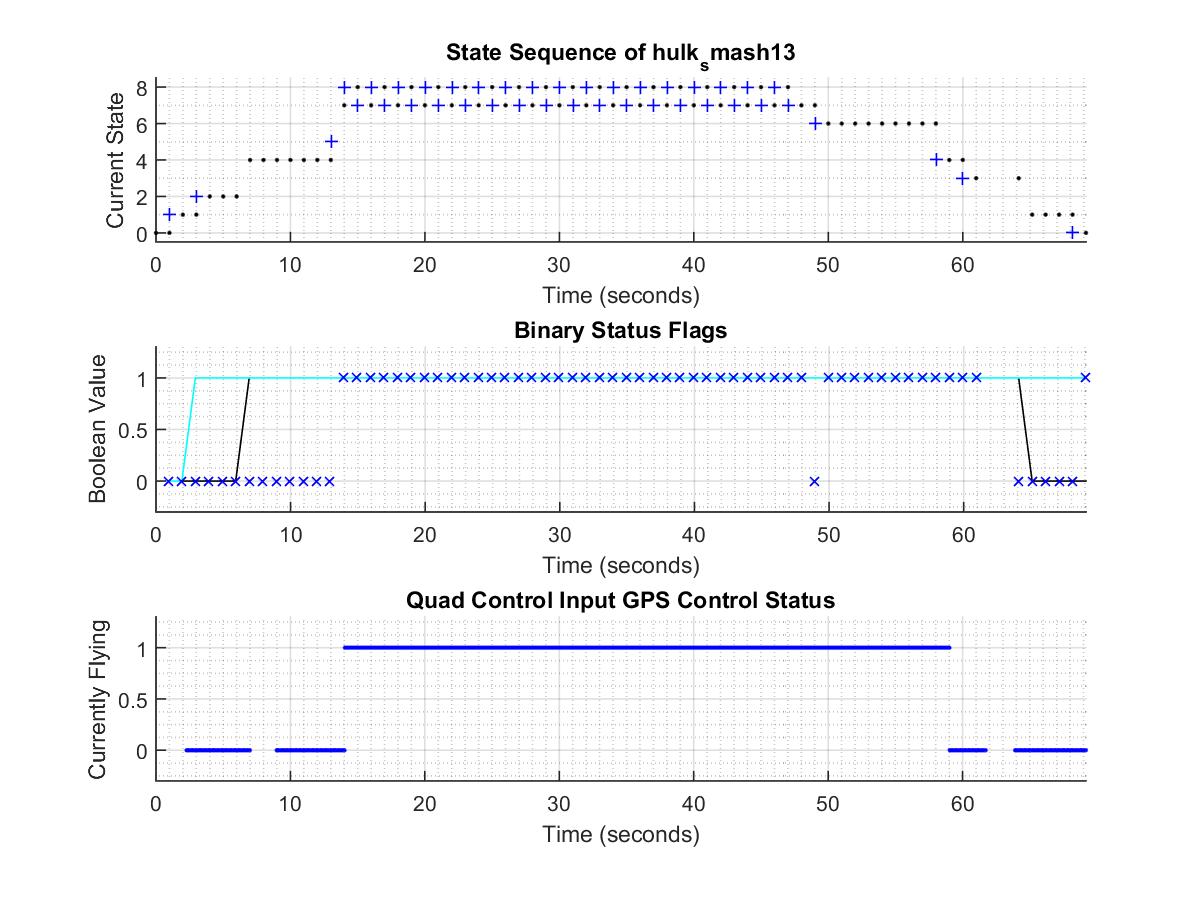 State Sequence of hulksmash13
Current State
8
6
4
2
0
0 10 20 30 40 50 60
Time (seconds)
Binary Status Flags
Boolean Value
1
0.5
0
0 10 20 30 40 50 60
Time (seconds)
Quad Control Input GPS Control Status
Currently Flying
1
0.5
0
0 10 20 30 40 50 60
Time (seconds)